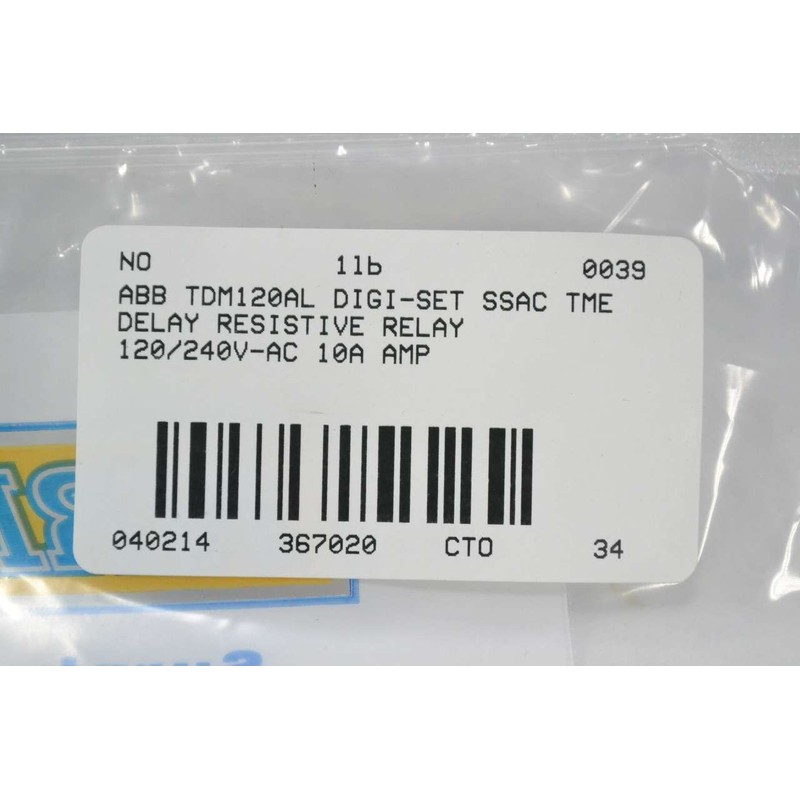 NO 1lb 0039
ABB TDM120AL DIGI-SET SSAC TME
DELAY RESISTIVE RELAY
120/240V-AC 10A AMP
040214 367020 CTO 34